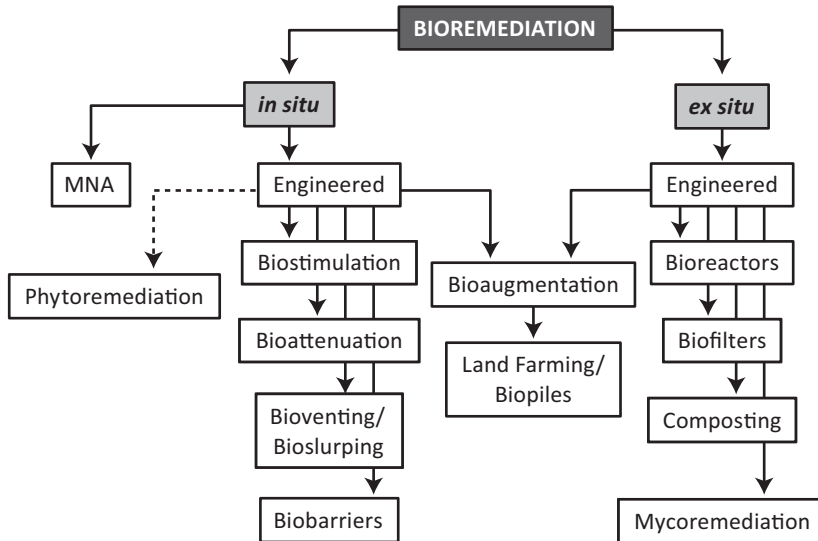 BIOREMEDIATION
in situ
ex situ
MNA
Engineered
Engineered
Phytoremediation
Biostimulation
Bioaugmentation
Bioreactors
Bioattenuation
Land Farming/
Biopiles
Biofilters
Bioventing/
Bioslurping
Composting
Biobarriers
Mycoremediation